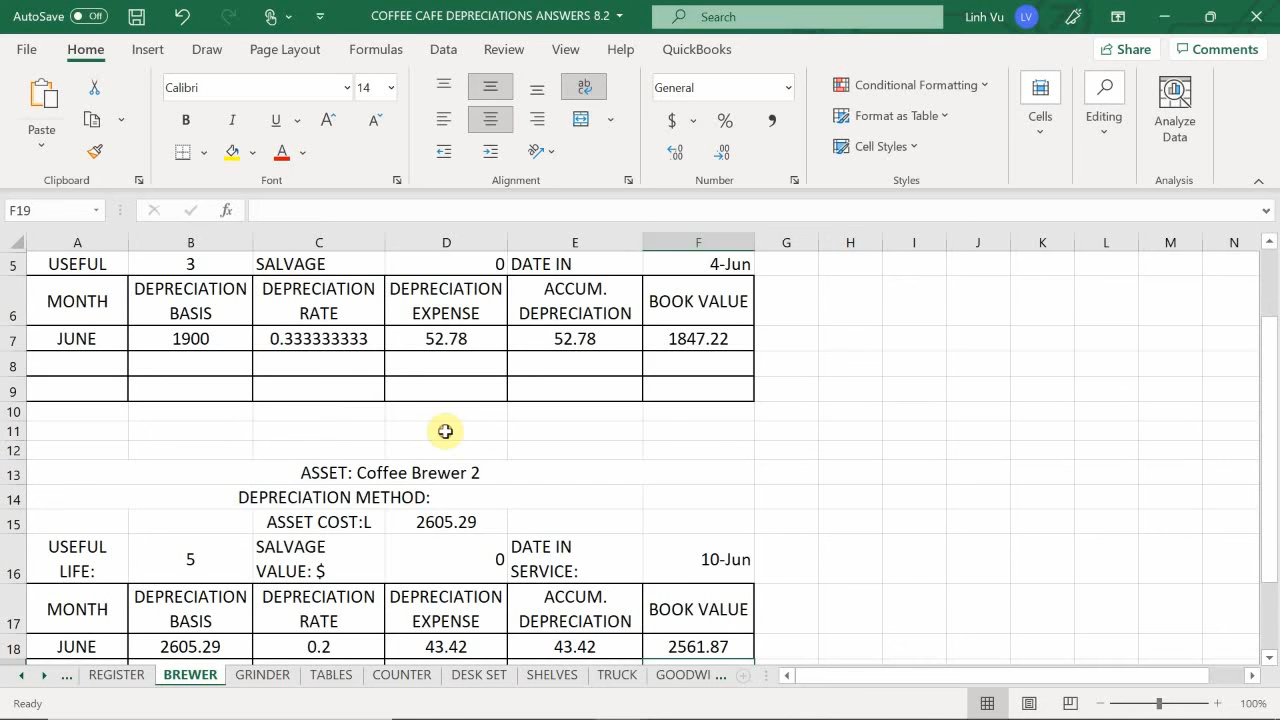 AutoSave Off COFFEE CAFE DEPRECIATIONS ANSWERS 8.2 Search Linh Vu LV
File Home Insert Draw Page Layout Formulas Data Review View Help QuickBooks Share Comments
Paste Calibri 14 General Conditional Formatting Format as Table Cell Styles Cells Editing Analyze Data
Clipboard Font Alignment Number Styles Analysis
F19 fx
A B C D E F G H I J K L M N
5 USEFUL 3 SALVAGE 0 DATE IN 4-Jun
6 MONTH DEPRECIATION BASIS DEPRECIATION RATE DEPRECIATION EXPENSE ACCUM. DEPRECIATION BOOK VALUE
7 JUNE 1900 0.333333333 52.78 52.78 1847.22
8
9
10
11
12
13 ASSET: Coffee Brewer 2
14 DEPRECIATION METHOD:
15 ASSET COST:L 2605.29
16 USEFUL LIFE: 5 SALVAGE VALUE: $ 0 DATE IN SERVICE: 10-Jun
17 MONTH DEPRECIATION BASIS DEPRECIATION RATE DEPRECIATION EXPENSE ACCUM. DEPRECIATION BOOK VALUE
18 JUNE 2605.29 0.2 43.42 43.42 2561.87
... REGISTER BREWER GRINDER TABLES COUNTER DESK SET SHELVES TRUCK GOODWI ...
Ready 100%